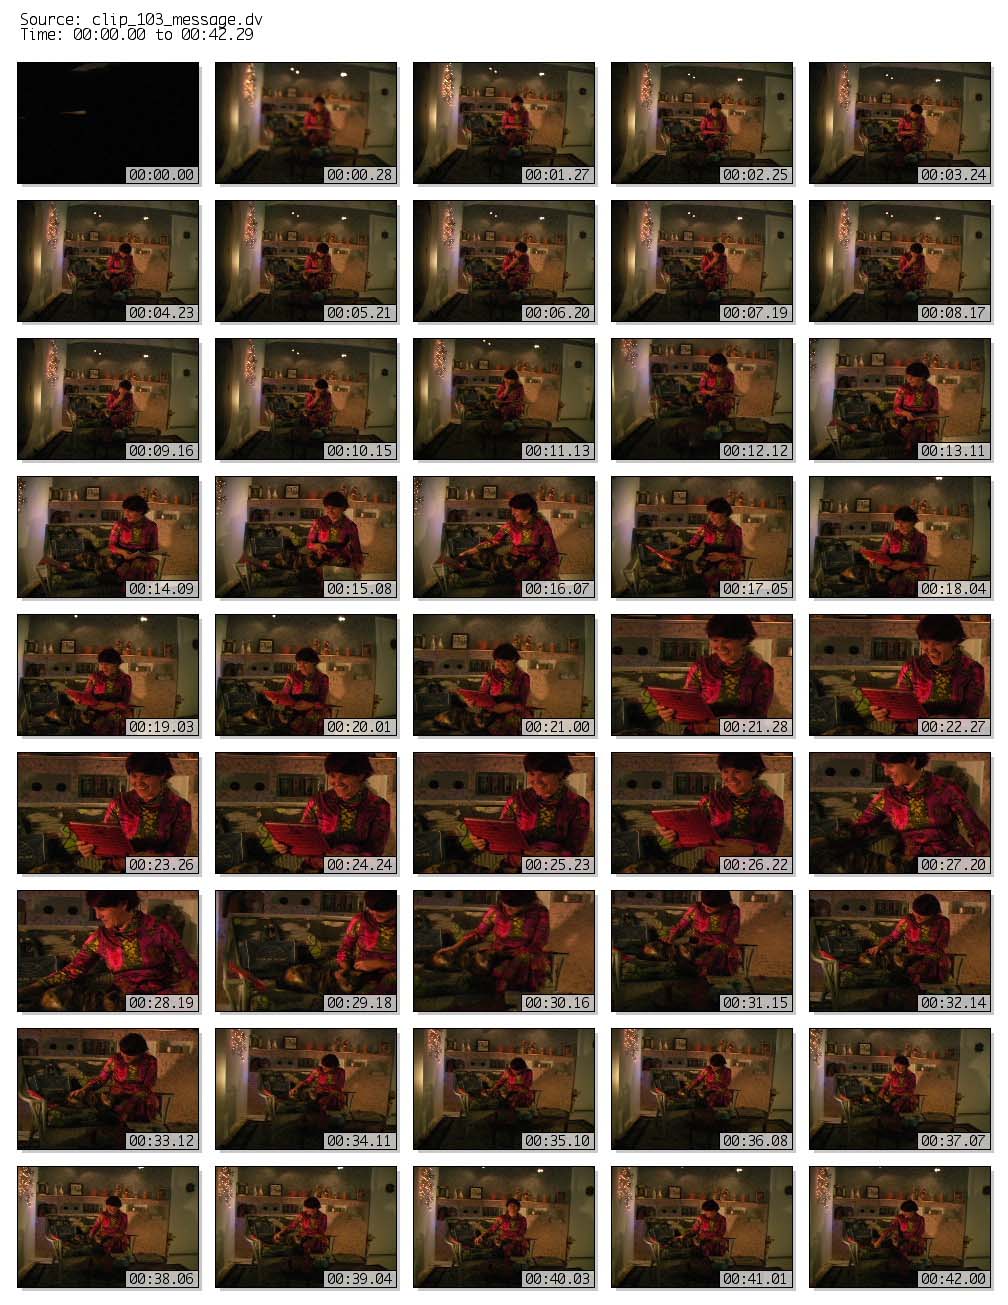 Source: clip_103_message.dv
Time: 00:00.00 to 00:42.29
00:00.00 00:00.28 00:01.27 00:02.25 00:03.24
00:04.23 00:05.21 00:06.20 00:07.19 00:08.17
00:09.16 00:10.15 00:11.13 00:12.12 00:13.11
00:14.09 00:15.08 00:16.07 00:17.05 00:18.04
00:19.03 00:20.01 00:21.00 00:21.28 00:22.27
00:23.26 00:24.24 00:25.23 00:26.22 00:27.20
00:28.19 00:29.18 00:30.16 00:31.15 00:32.14
00:33.12 00:34.11 00:35.10 00:36.08 00:37.07
00:38.06 00:39.04 00:40.03 00:41.01 00:42.00